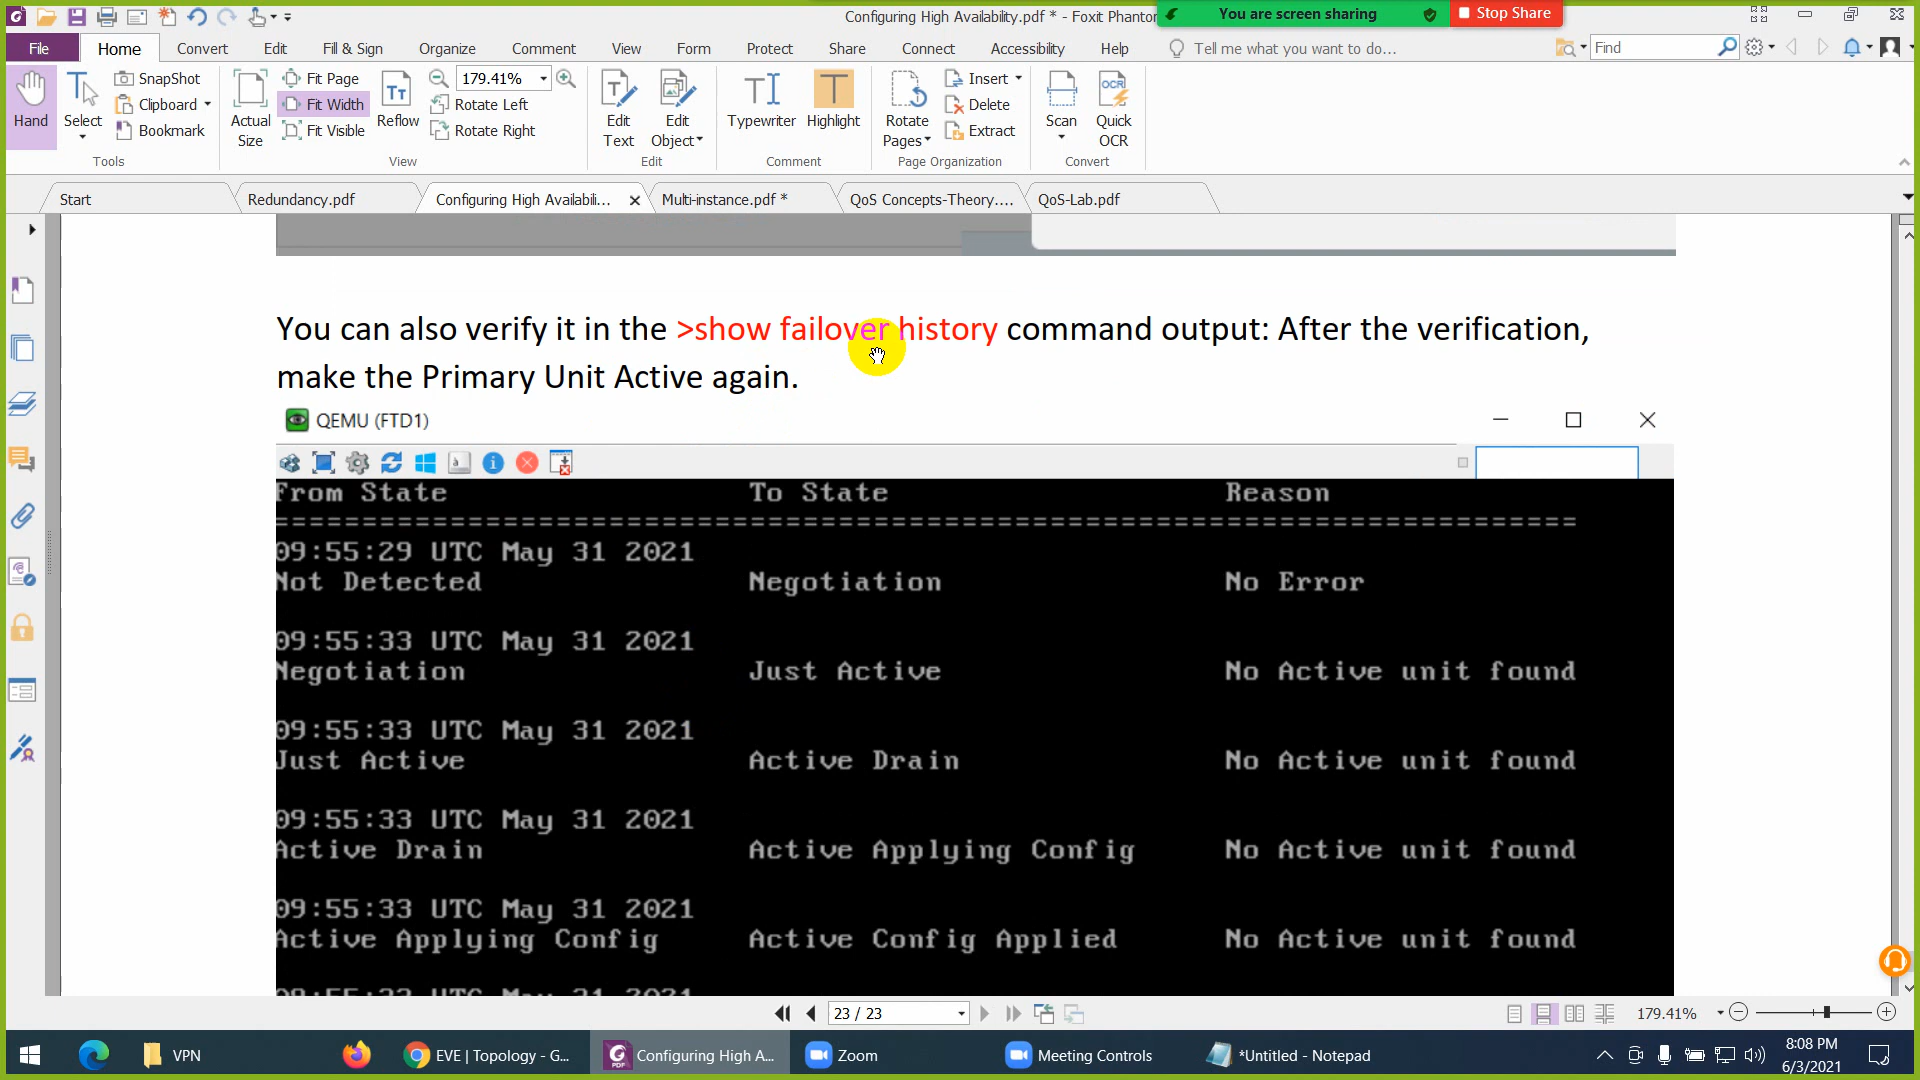 Configuring High Availability.pdf * - Foxit Phantom
You are screen sharing
Stop Share
File
Home
Convert
Edit
Fill & Sign
Organize
Comment
View
Form
Protect
Share
Connect
Accessibility
Help
Tell me what you want to do...
Find
Hand
Select
SnapShot
Clipboard
Bookmark
Tools
Actual Size
Fit Page
Fit Width
Fit Visible
Reflow
179.41%
Rotate Left
Rotate Right
View
Edit Text
Edit Object
Edit
Typewriter
Highlight
Comment
Rotate Pages
Insert
Delete
Extract
Page Organization
Scan
Quick OCR
Convert
Start
Redundancy.pdf
Configuring High Availabili...
Multi-instance.pdf *
QoS Concepts-Theory....
QoS-Lab.pdf
You can also verify it in the >show failover history command output: After the verification,
make the Primary Unit Active again.
QEMU (FTD1)
From State To State Reason
==========================================================================
09:55:29 UTC May 31 2021
Not Detected Negotiation No Error
09:55:33 UTC May 31 2021
Negotiation Just Active No Active unit found
09:55:33 UTC May 31 2021
Just Active Active Drain No Active unit found
09:55:33 UTC May 31 2021
Active Drain Active Applying Config No Active unit found
09:55:33 UTC May 31 2021
Active Applying Config Active Config Applied No Active unit found
23 / 23
179.41%
VPN
EVE | Topology - G...
Configuring High A...
Zoom
Meeting Controls
*Untitled - Notepad
8:08 PM
6/3/2021